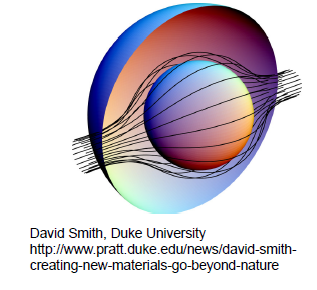 David Smith, Duke University
http://www.pratt.duke.edu/news/david-smith-
creating-new-materials-go-beyond-nature